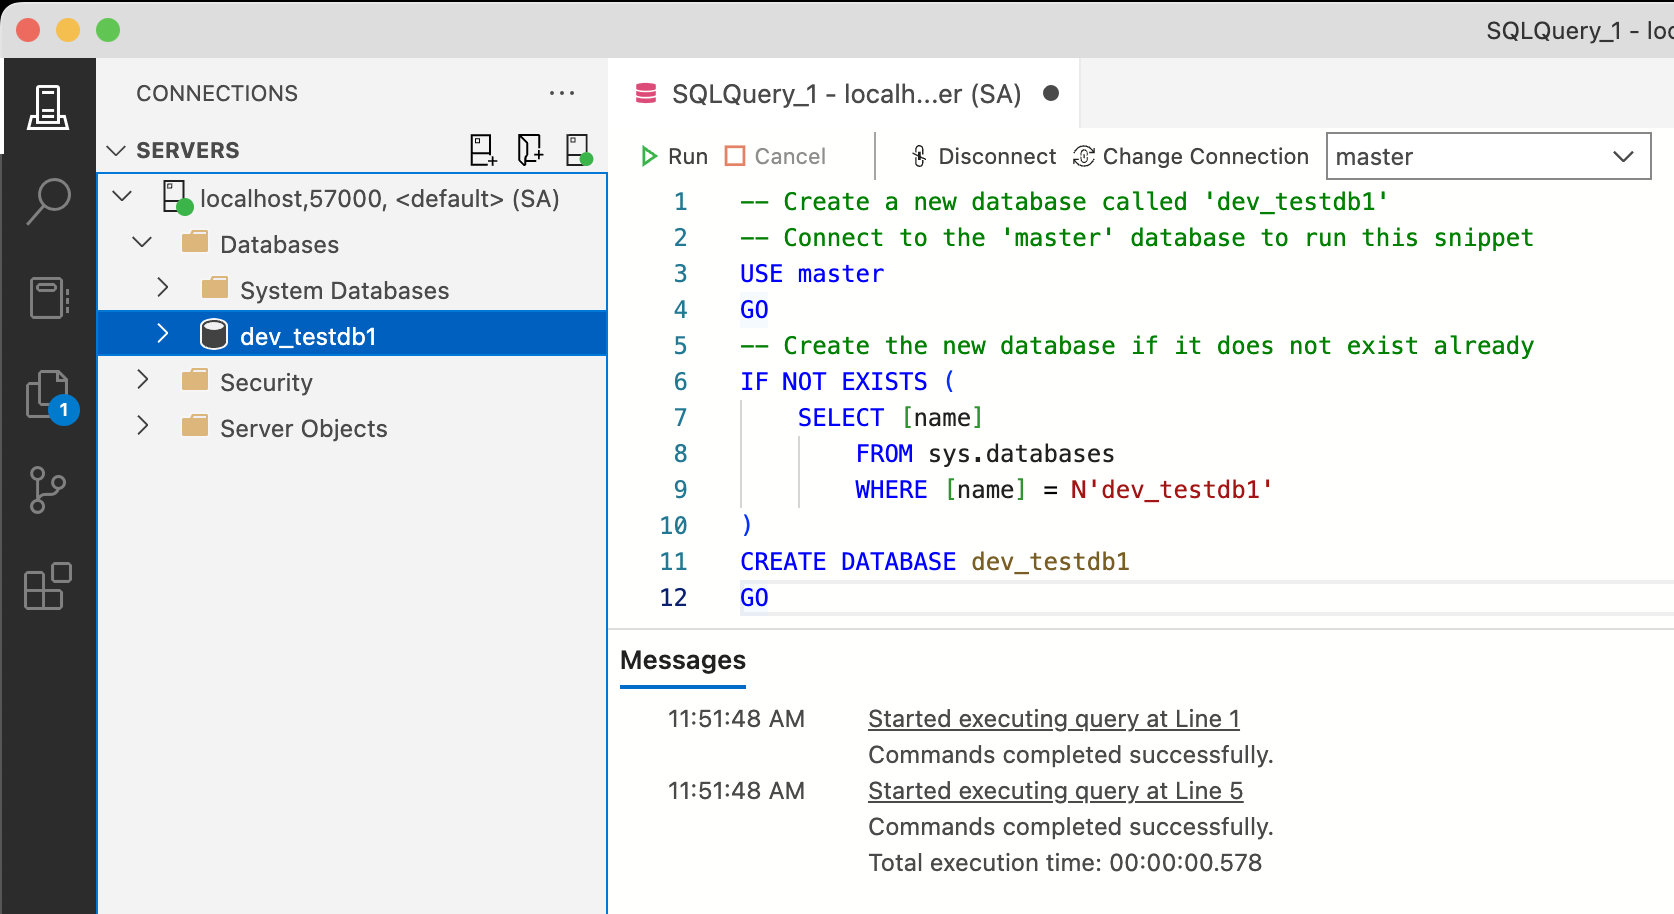 SQLQuery_1 - loc
CONNECTIONS
SERVERS
localhost,57000, <default> (SA)
Databases
System Databases
dev_testdb1
Security
Server Objects
1
SQLQuery_1 - localh...er (SA)
Run Cancel Disconnect Change Connection master
1 -- Create a new database called 'dev_testdb1'
2 -- Connect to the 'master' database to run this snippet
3 USE master
4 GO
5 -- Create the new database if it does not exist already
6 IF NOT EXISTS (
7 SELECT [name]
8 FROM sys.databases
9 WHERE [name] = N'dev_testdb1'
10 )
11 CREATE DATABASE dev_testdb1
12 GO
Messages
11:51:48 AM Started executing query at Line 1
Commands completed successfully.
11:51:48 AM Started executing query at Line 5
Commands completed successfully.
Total execution time: 00:00:00.578